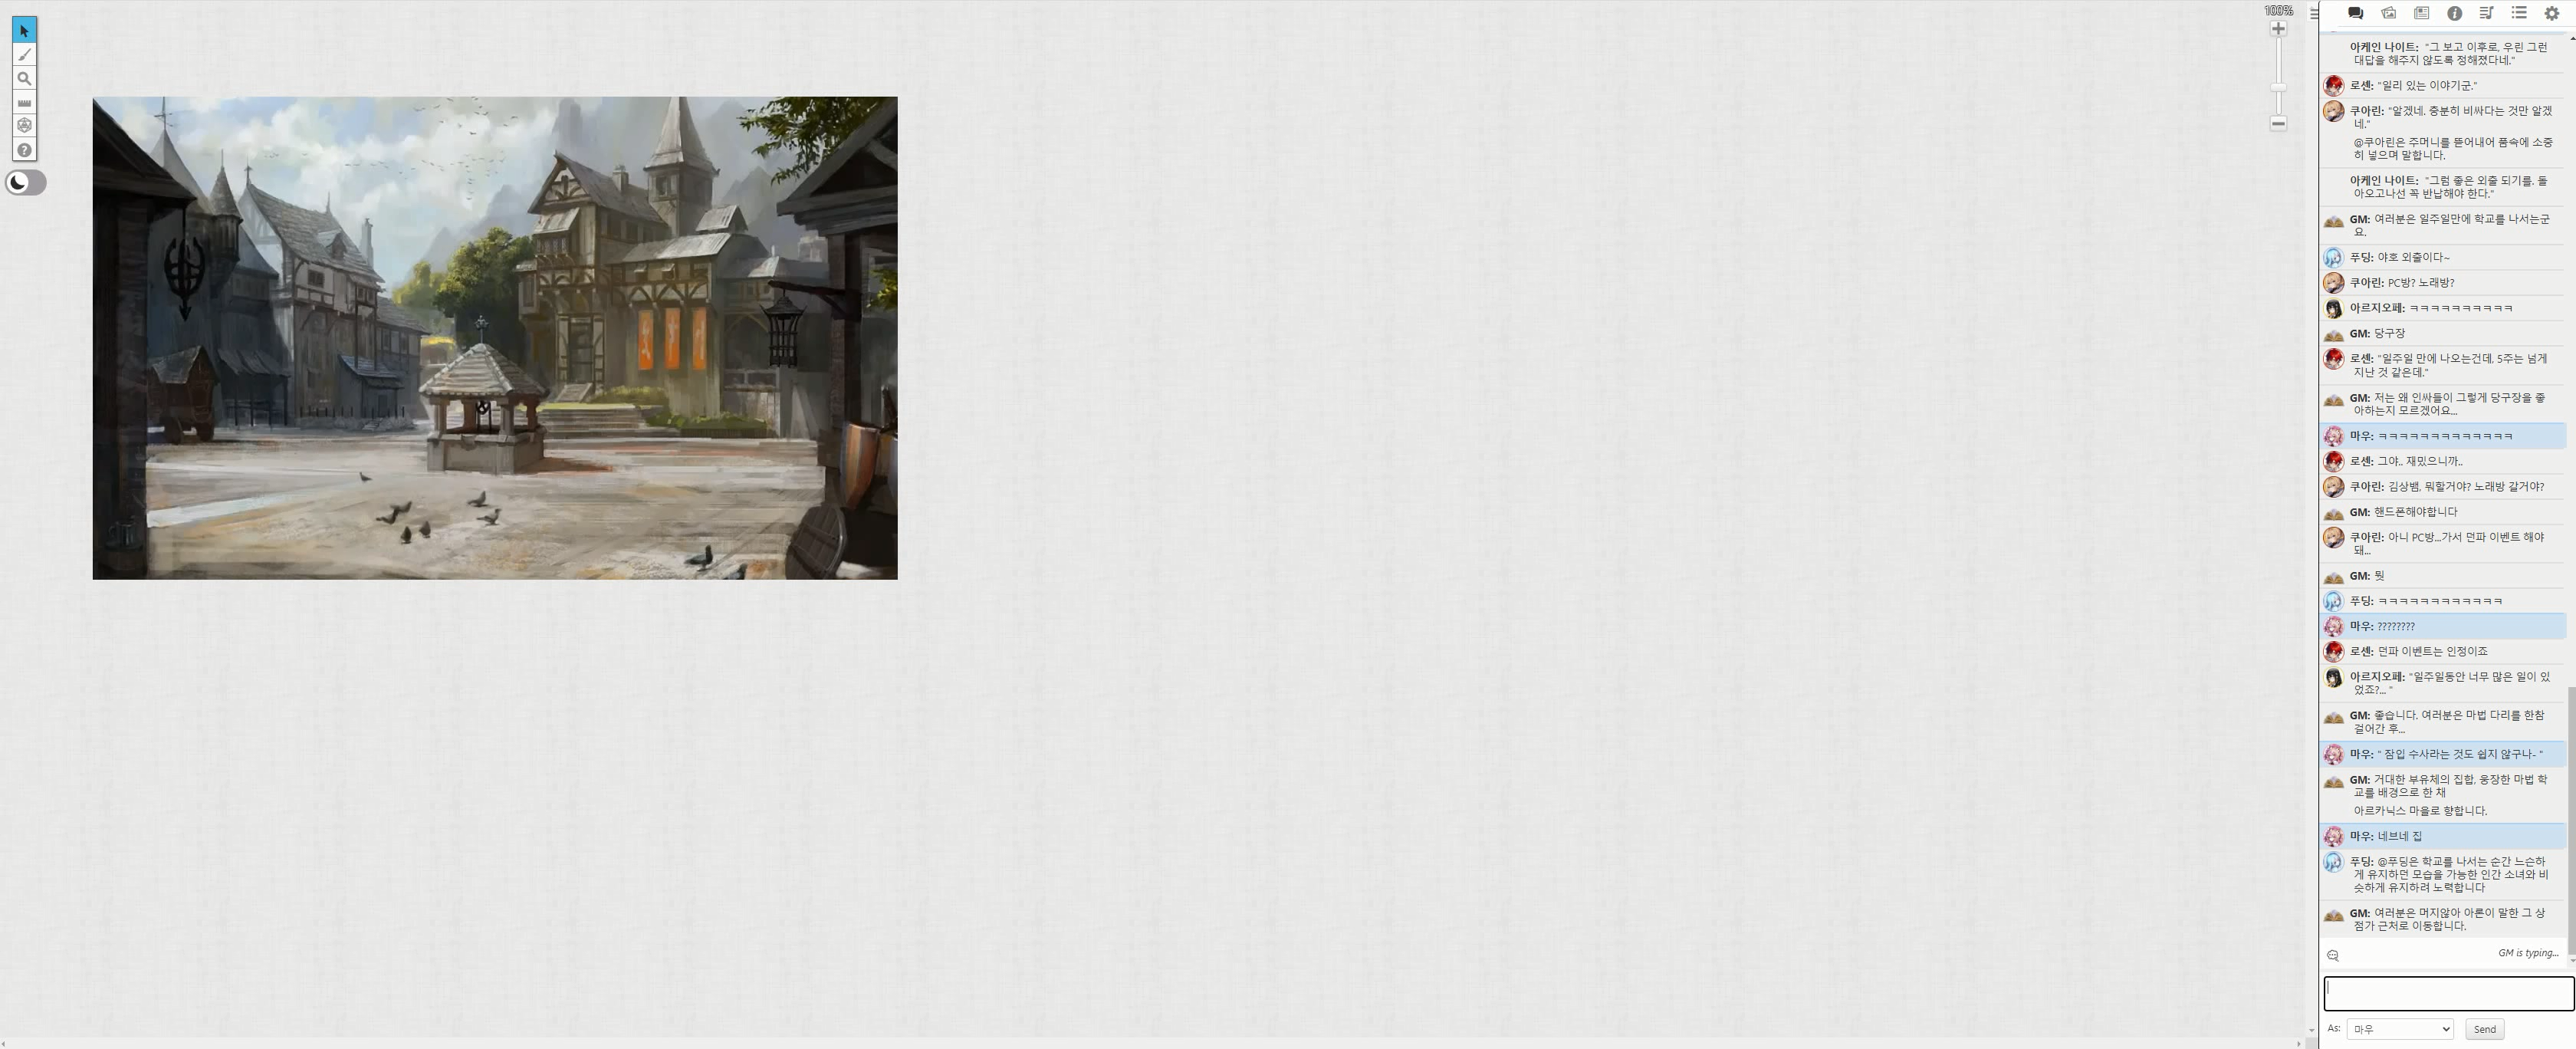 100%
아케인 나이트: "그 보고 이후로, 우린 그런
대답을 해주지 않도록 정해졌다네."
로센: "일리 있는 이야기군."
쿠아린: "알겠네. 충분히 비싸다는 것만 알겠
네."
@쿠아린은 주머니를 뜯어내어 품속에 소중
히 넣으며 말합니다.
아케인 나이트: "그럼 좋은 외출 되기를. 돌
아오고나선 꼭 반납해야 한다."
GM: 여러분은 일주일만에 학교를 나서는군
요.
푸딩: 야호 외출이다~
쿠아린: PC방? 노래방?
아르지오페: ㅋㅋㅋㅋㅋㅋㅋㅋㅋㅋ
GM: 당구장
로센: "일주일 만에 나오는건데, 5주는 넘게
지난 것 같은데."
GM: 저는 왜 인싸들이 그렇게 당구장을 좋
아하는지 모르겠어요...
마우: ㅋㅋㅋㅋㅋㅋㅋㅋㅋㅋㅋㅋㅋ
로센: 그야.. 재밌으니까..
쿠아린: 김상뱀, 뭐할거야? 노래방 갈거야?
GM: 핸드폰해야합니다
쿠아린: 아니 PC방...가서 던파 이벤트 해야
돼...
GM: 뭣
푸딩: ㅋㅋㅋㅋㅋㅋㅋㅋㅋㅋㅋㅋ
마우: ????????
로센: 던파 이벤트는 인정이죠
아르지오페: "일주일동안 너무 많은 일이 있
었죠?... "
GM: 좋습니다. 여러분은 마법 다리를 한참
걸어간 후...
마우: " 잠입 수사라는 것도 쉽지 않구나- "
GM: 거대한 부유체의 집합, 웅장한 마법 학
교를 배경으로 한 채
아르카닉스 마을로 향합니다.
마우: 네브네 집
푸딩: @푸딩은 학교를 나서는 순간 느슨하
게 유지하던 모습을 가능한 인간 소녀와 비
슷하게 유지하려 노력합니다
GM: 여러분은 머지않아 아론이 말한 그 상
점가 근처로 이동합니다.
GM is typing...
As: 마우 Send